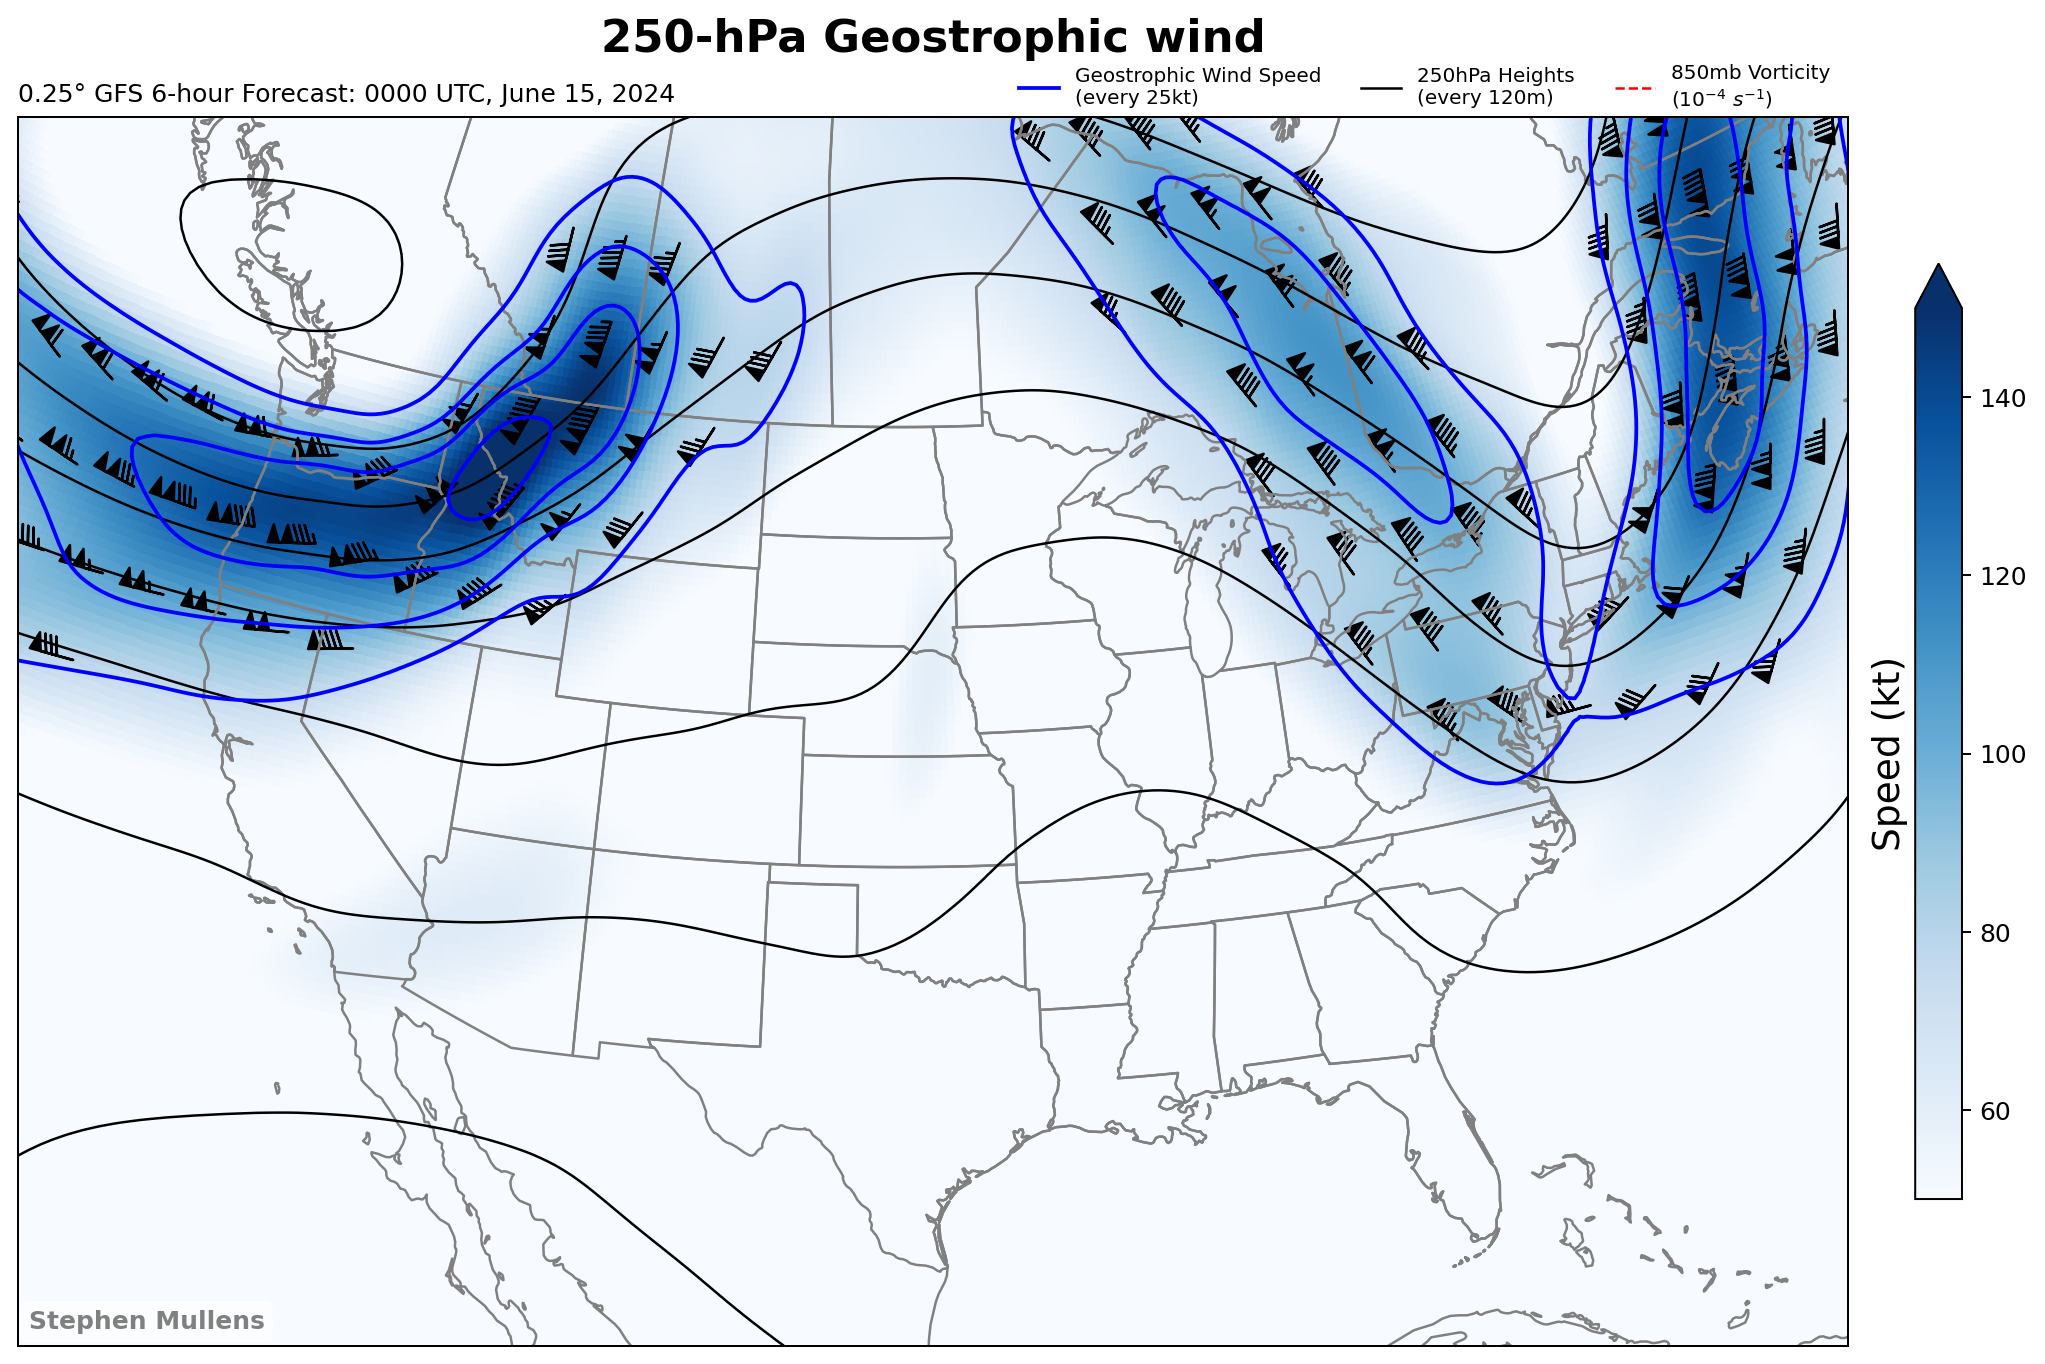 250-hPa Geostrophic wind
0.25° GFS 6-hour Forecast: 0000 UTC, June 15, 2024
Geostrophic Wind Speed
(every 25kt)
250hPa Heights
(every 120m)
850mb Vorticity
(10⁻⁴ s⁻¹)
140
120
100
80
60
Speed (kt)
Stephen Mullens